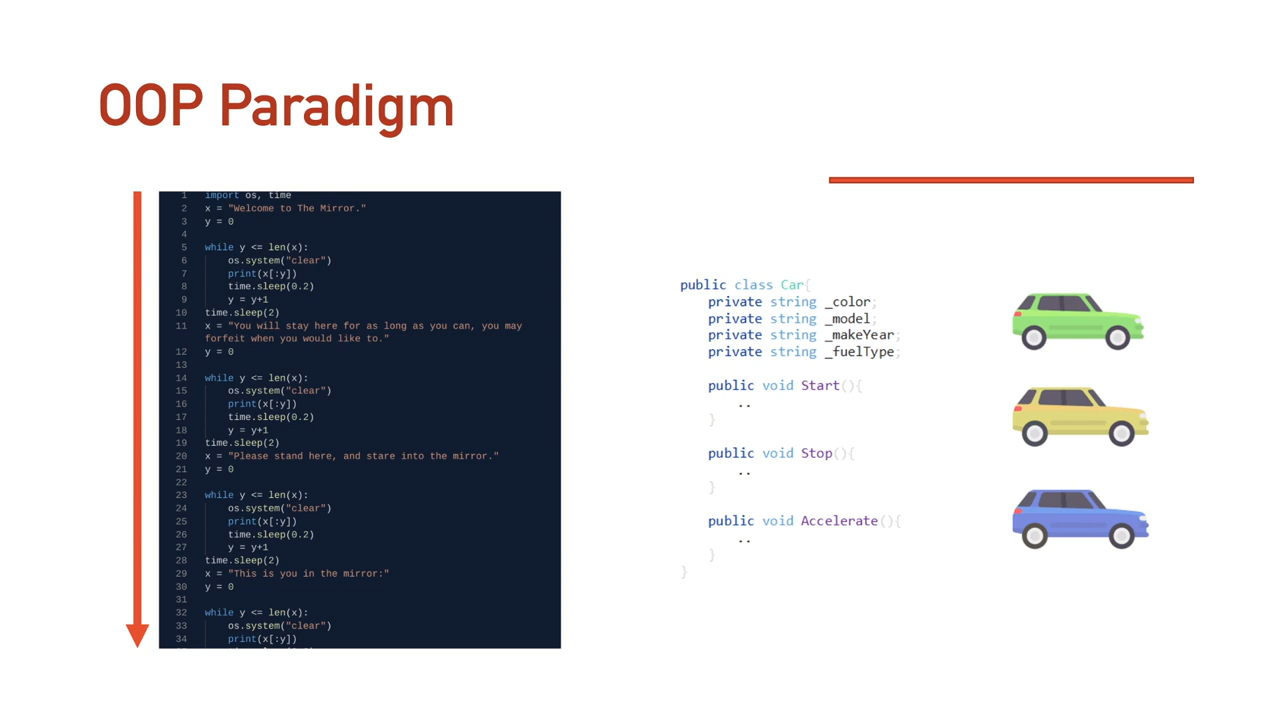 OOP Paradigm
1 import os, time
2 x = "Welcome to The Mirror."
3 y = 0
4
5 while y <= len(x):
6 os.system("clear")
7 print(x[:y])
8 time.sleep(0.2)
9 y = y+1
10 time.sleep(2)
11 x = "You will stay here for as long as you can, you may
forfeit when you would like to."
12 y = 0
13
14 while y <= len(x):
15 os.system("clear")
16 print(x[:y])
17 time.sleep(0.2)
18 y = y+1
19 time.sleep(2)
20 x = "Please stand here, and stare into the mirror."
21 y = 0
22
23 while y <= len(x):
24 os.system("clear")
25 print(x[:y])
26 time.sleep(0.2)
27 y = y+1
28 time.sleep(2)
29 x = "This is you in the mirror:"
30 y = 0
31
32 while y <= len(x):
33 os.system("clear")
34 print(x[:y])
public class Car{
private string _color;
private string _model;
private string _makeYear;
private string _fuelType;
public void Start(){
..
}
public void Stop(){
..
}
public void Accelerate(){
..
}
}